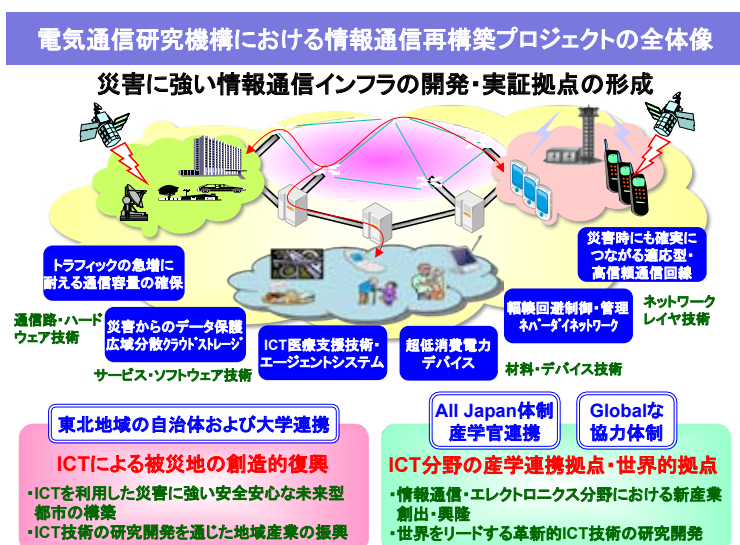 電気通信研究機構における情報通信再構築プロジェクトの全体像
災害に強い情報通信インフラの開発・実証拠点の形成
トラフィックの急増に
耐える通信容量の確保
災害時にも確実に
つながる適応型・
高信頼通信回線
通信路・ハード
ウェア技術
災害からのデータ保護
広域分散クラウドストレージ
サービス・ソフトウェア技術
ICT医療支援技術・
エージェントシステム
超低消費電力
デバイス
輻輳回避制御・管理
ネバーダイネットワーク
ネットワーク
レイヤ技術
材料・デバイス技術
東北地域の自治体および大学連携
ICTによる被災地の創造的復興
・ICTを利用した災害に強い安全安心な未来型
都市の構築
・ICT技術の研究開発を通じた地域産業の振興
All Japan体制
産学官連携
Globalな
協力体制
ICT分野の産学連携拠点・世界的拠点
・情報通信・エレクトロニクス分野における新産業
創出・興隆
・世界をリードする革新的ICT技術の研究開発